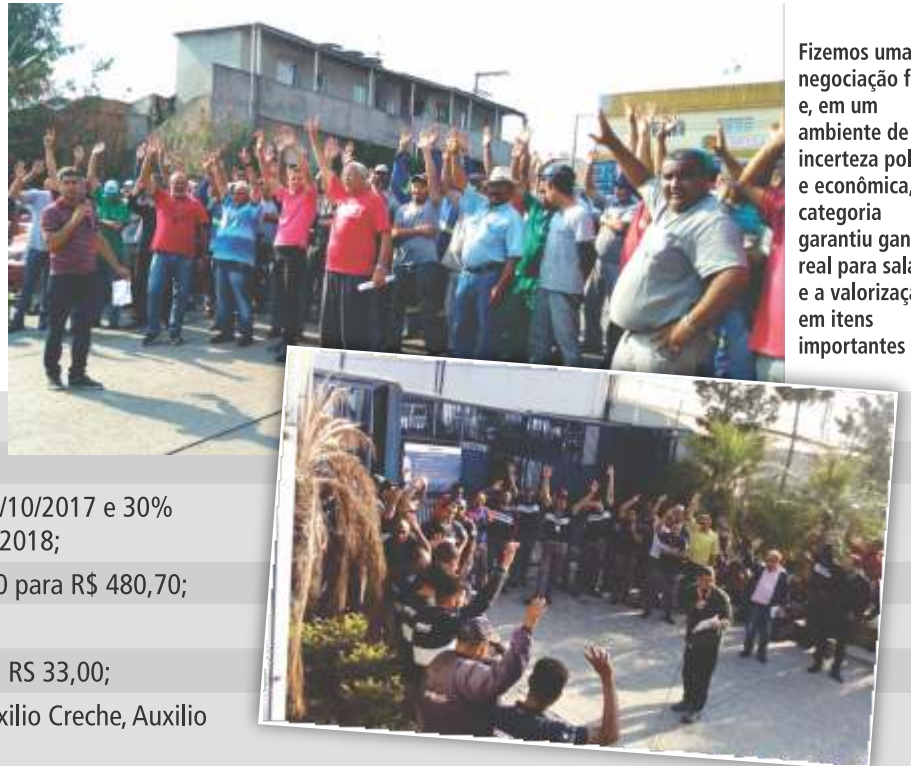 Fizemos uma
negociação f
e, em um
ambiente de
incerteza pol
e econômica,
categoria
garantiu gan
real para sala
e a valorizaçã
em itens
importantes
/10/2017 e 30%
2018;
0 para R$ 480,70;
RS 33,00;
xilio Creche, Auxilio